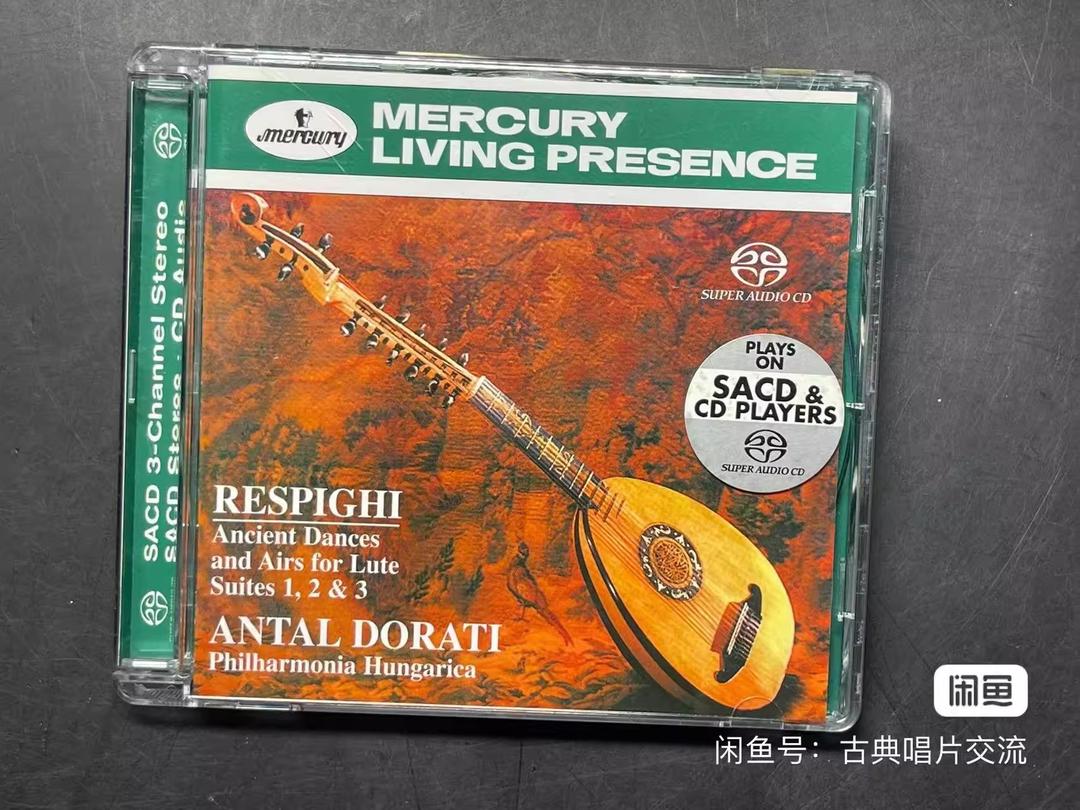 SACD 3-Channel Stereo
SACD Stereo · CD Audio
mercury
MERCURY
LIVING PRESENCE
SUPER AUDIO CD
PLAYS
ON
SACD &
CD PLAYERS
SUPER AUDIO CD
RESPIGHI
Ancient Dances
and Airs for Lute
Suites 1, 2 & 3
ANTAL DORATI
Philharmonia Hungarica
闲鱼
闲鱼号：古典唱片交流